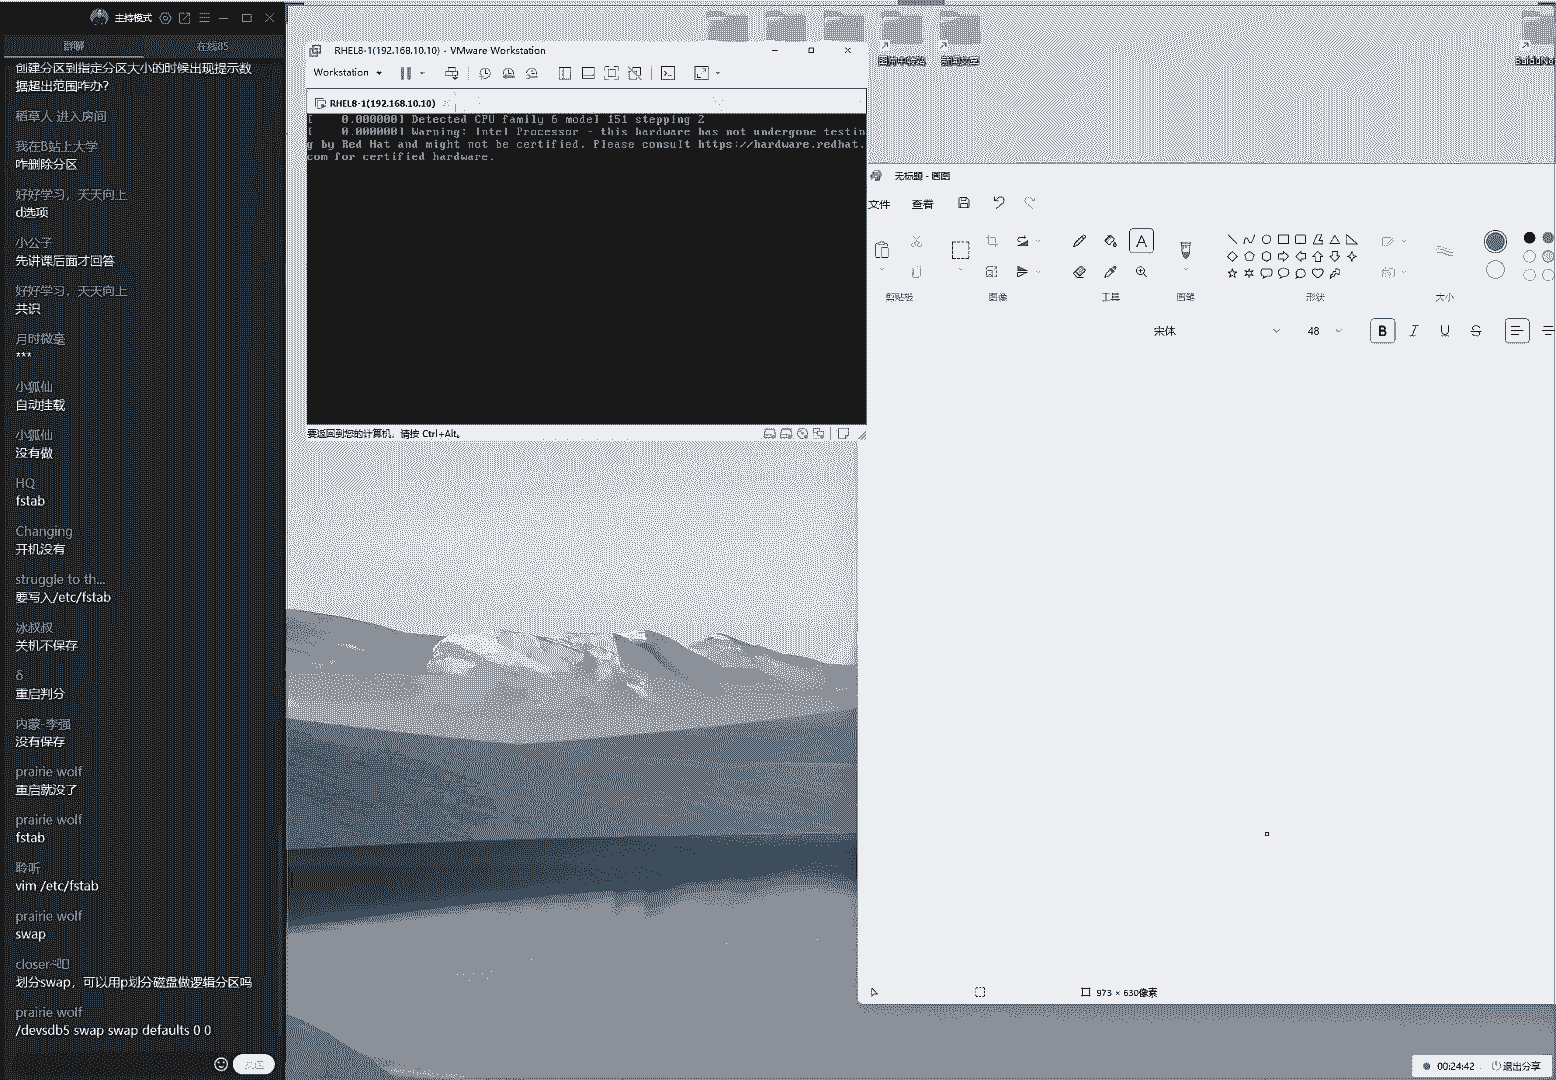 主持模式
群聊
在线85
创建分区到指定分区大小的时候出现提示数
据超出范围咋办?
稻草人 进入房间
我在B站上大学
咋删除分区
好好学习，天天向上
d选项
小公子
先讲课后面才回答
好好学习，天天向上
共识
月时微毫
***
小狐仙
自动挂载
小狐仙
没有做
HQ
fstab
Changing
开机没有
struggle to th...
要写入/etc/fstab
冰叔叔
关机不保存
δ
重启判分
内蒙-李强
没有保存
prairie wolf
重启就没了
prairie wolf
fstab
聆听
vim /etc/fstab
prairie wolf
swap
closer
划分swap，可以用p划分磁盘做逻辑分区吗
prairie wolf
/devsdb5 swap swap defaults 0 0
RHEL8-1(192.168.10.10) - VMware Workstation
Workstation
RHEL8-1(192.168.10.10)
[    0.000000] Detected CPU family 6 model 151 stepping 2
[    0.000000] Warning: Intel Processor - this hardware has not undergone testin
g by Red Hat and might not be certified. Please consult https://hardware.redhat.
com for certified hardware.
要返回到您的计算机，请按 Ctrl+Alt。
无标题 - 画图
文件
查看
剪贴板
图像
工具
画笔
形状
大小
宋体
48
B
I
U
S
A
973 × 630像素
00:24:42
退出分享